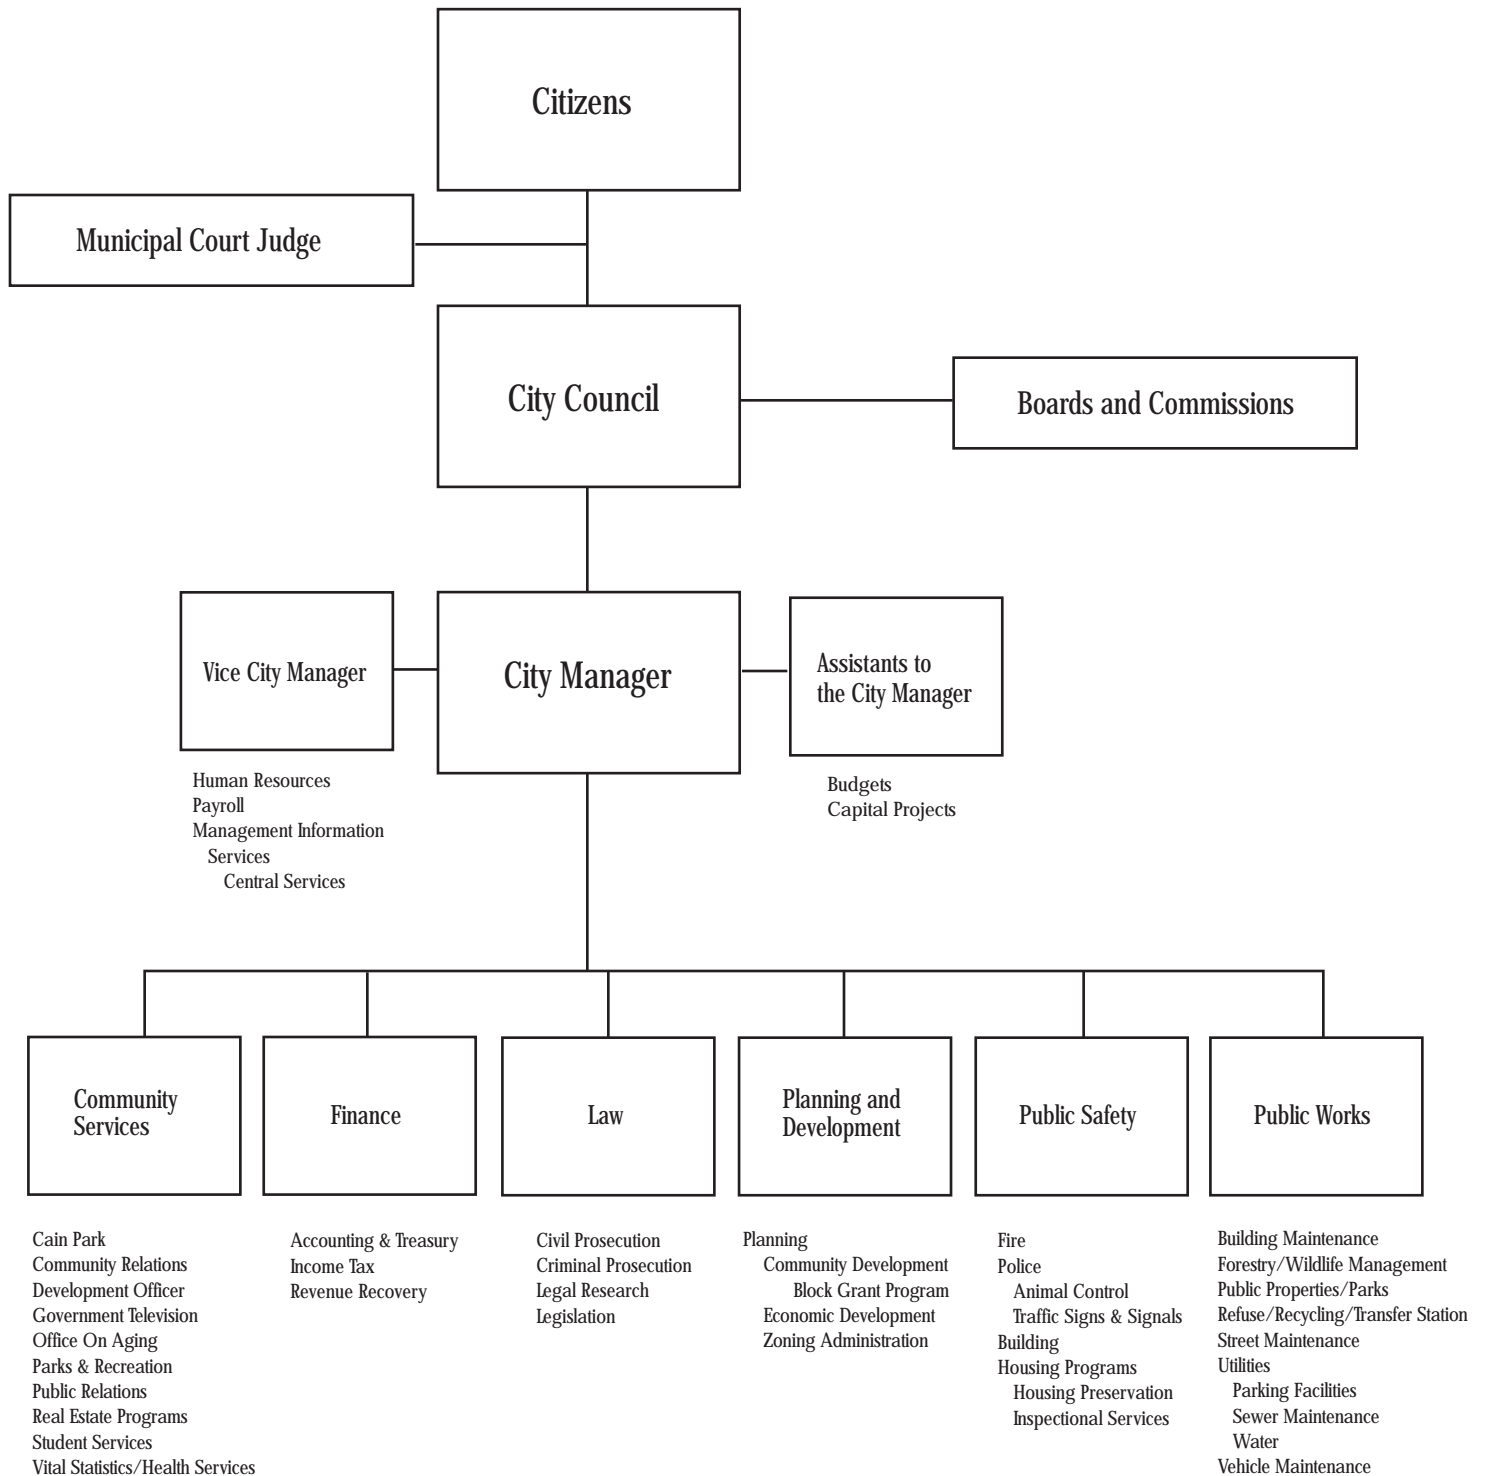 Citizens
Municipal Court Judge
City Council
Boards and Commissions
Vice City Manager
City Manager
Assistants to
the City Manager
Human Resources
Payroll
Management Information
Services
Central Services
Budgets
Capital Projects
Community
Services
Finance
Law
Planning and
Development
Public Safety
Public Works
Cain Park
Community Relations
Development Officer
Government Television
Office On Aging
Parks & Recreation
Public Relations
Real Estate Programs
Student Services
Vital Statistics/Health Services
Accounting & Treasury
Income Tax
Revenue Recovery
Civil Prosecution
Criminal Prosecution
Legal Research
Legislation
Planning
Community Development
Block Grant Program
Economic Development
Zoning Administration
Fire
Police
Animal Control
Traffic Signs & Signals
Building
Housing Programs
Housing Preservation
Inspectional Services
Building Maintenance
Forestry/Wildlife Management
Public Properties/Parks
Refuse/Recycling/Transfer Station
Street Maintenance
Utilities
Parking Facilities
Sewer Maintenance
Water
Vehicle Maintenance